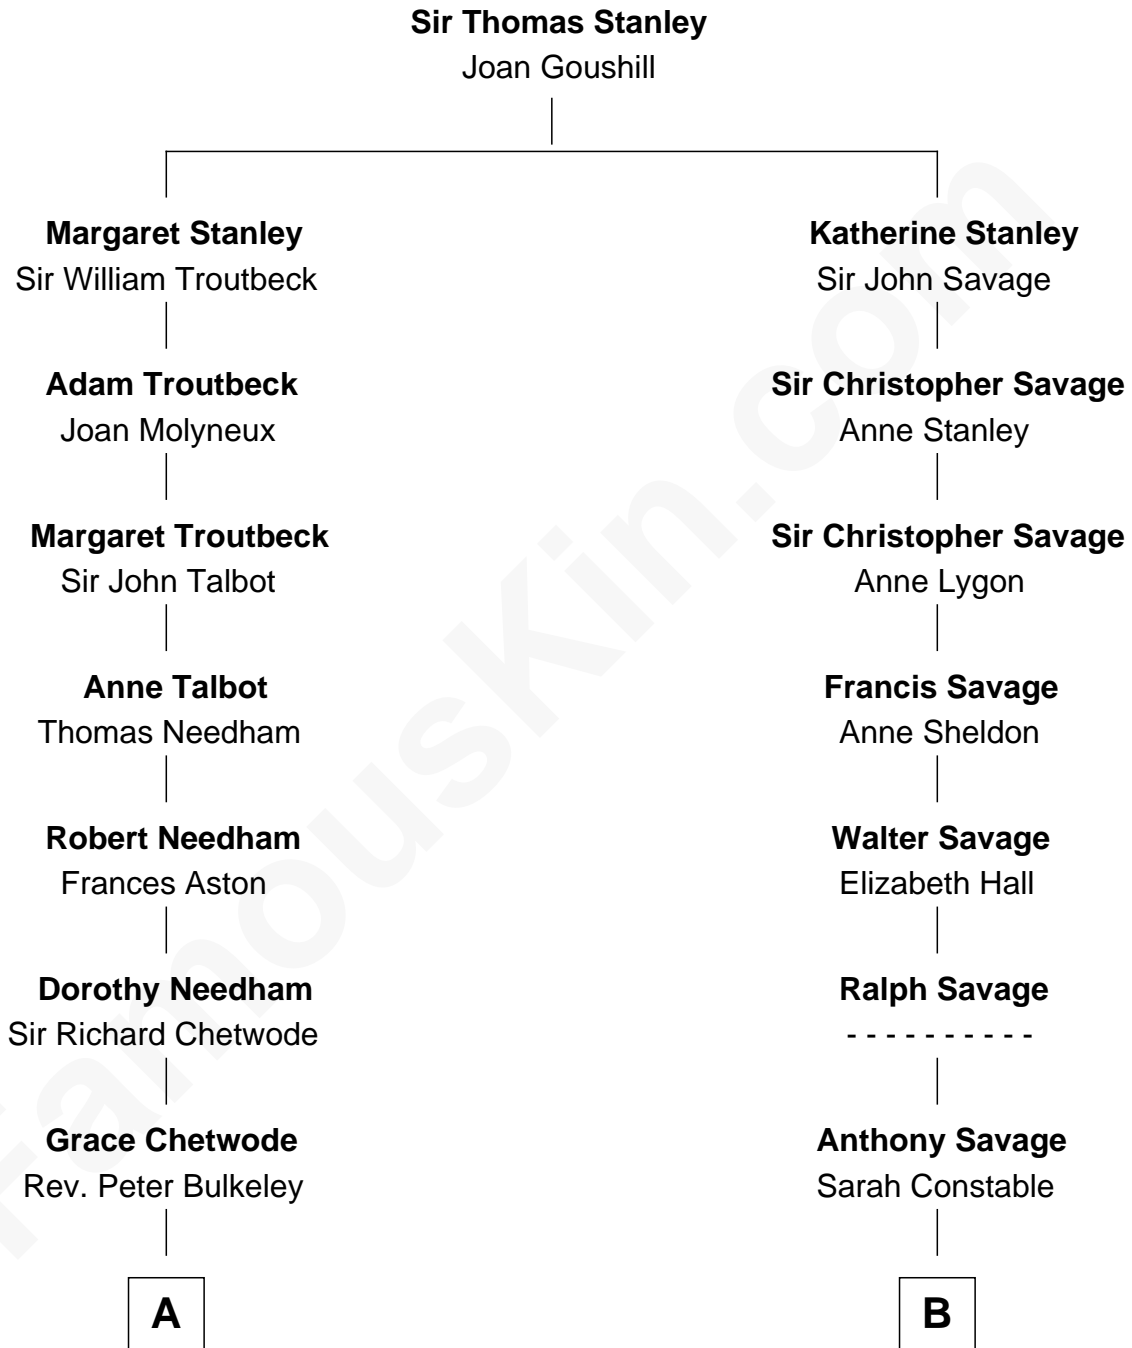 Sir Thomas Stanley
Joan Goushill
Margaret Stanley
Sir William Troutbeck
Katherine Stanley
Sir John Savage
Adam Troutbeck
Joan Molyneux
Sir Christopher Savage
Anne Stanley
Margaret Troutbeck
Sir John Talbot
Sir Christopher Savage
Anne Lygon
Anne Talbot
Thomas Needham
Francis Savage
Anne Sheldon
Robert Needham
Frances Aston
Walter Savage
Elizabeth Hall
Dorothy Needham
Sir Richard Chetwode
Ralph Savage
- - - - - - - - - -
Grace Chetwode
Rev. Peter Bulkeley
Anthony Savage
Sarah Constable
A
B
FamousKin.com